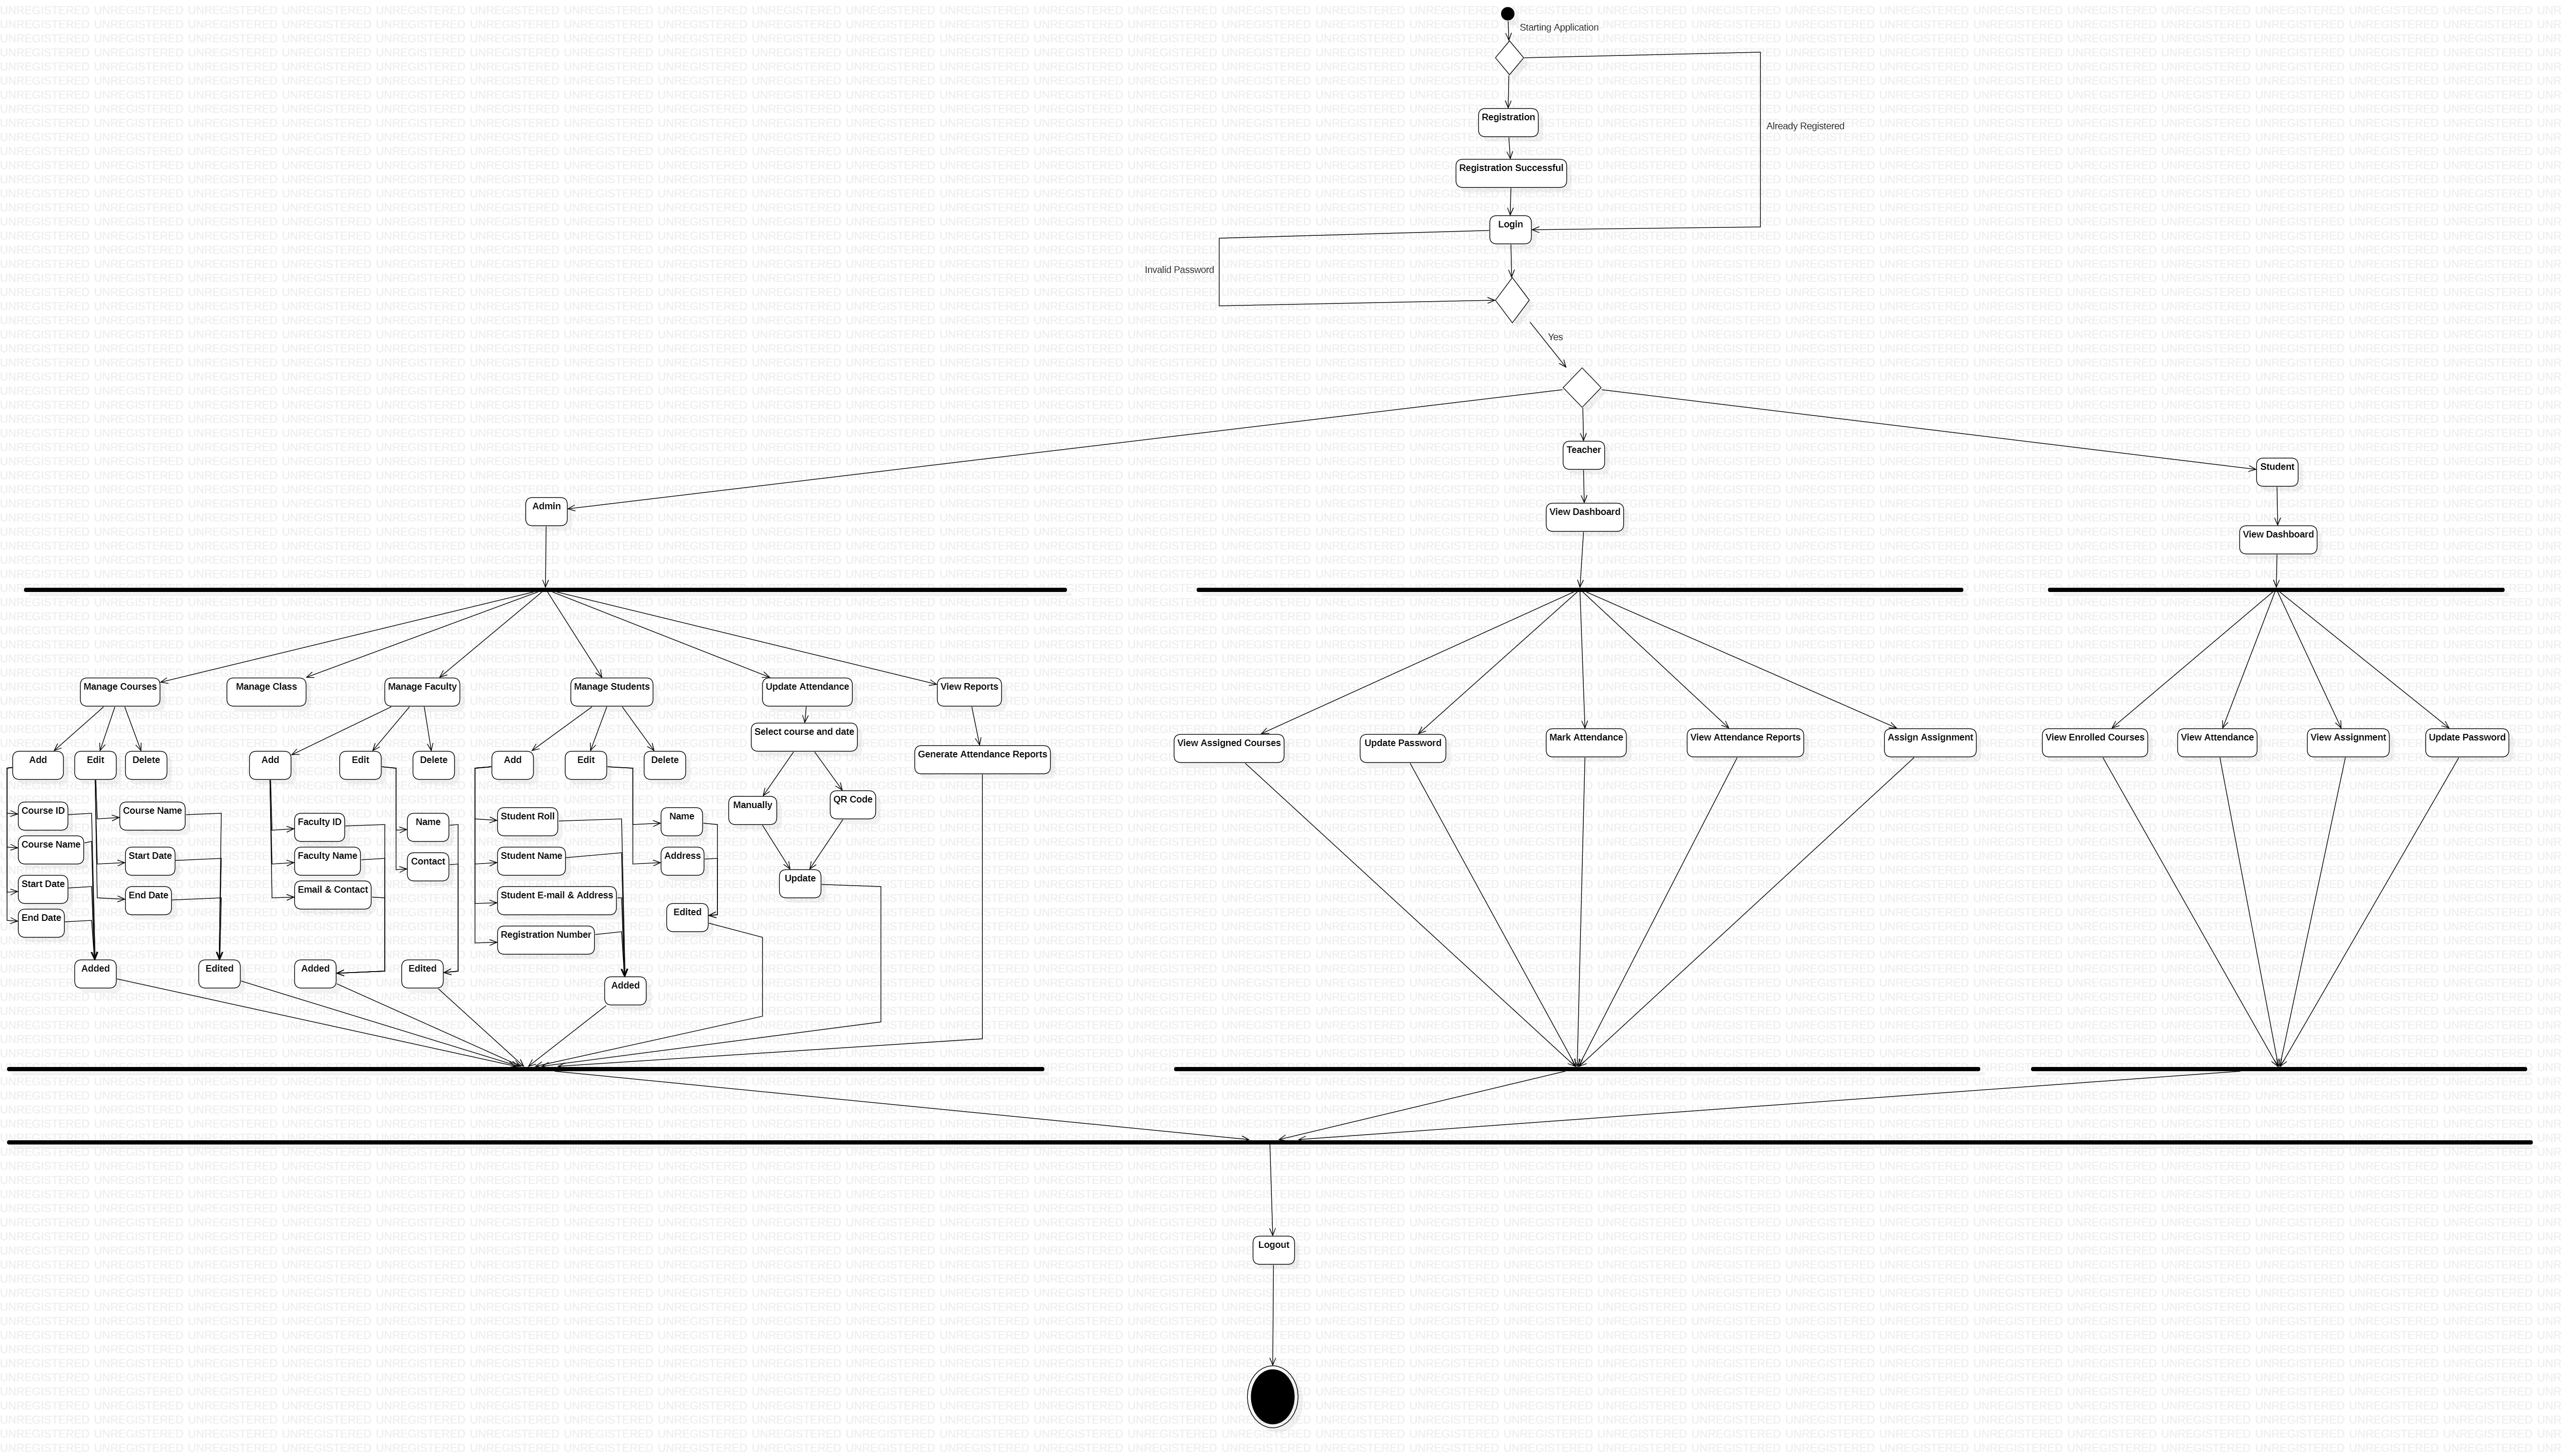 Starting Application
Registration
Already Registered
Registration Successful
Login
Invalid Password
Yes
Teacher
Student
Admin
View Dashboard
View Dashboard
Manage Courses
Manage Class
Manage Faculty
Manage Students
Update Attendance
View Reports
Select course and date
Generate Attendance Reports
View Assigned Courses
Update Password
Mark Attendance
View Attendance Reports
Assign Assignment
View Enrolled Courses
View Attendance
View Assignment
Update Password
Add
Edit
Delete
Add
Edit
Delete
Add
Edit
Delete
Manually
QR Code
Course ID
Course Name
Faculty ID
Name
Student Roll
Name
Course Name
Start Date
Faculty Name
Contact
Student Name
Address
Update
Start Date
End Date
Email & Contact
Student E-mail & Address
End Date
Edited
Registration Number
Added
Edited
Added
Edited
Added
Logout
UNREGISTERED